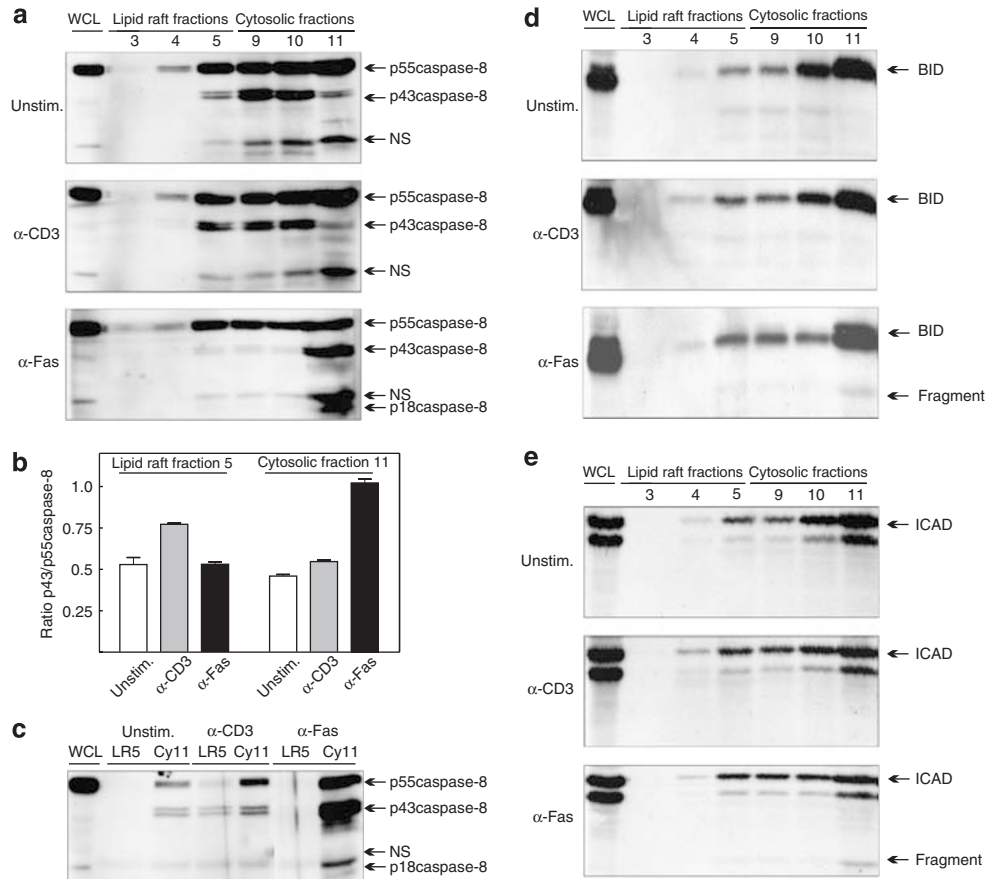 a
WCL Lipid raft fractions Cytosolic fractions
3 4 5 9 10 11
Unstim.
p55caspase-8
p43caspase-8
NS
α-CD3
p55caspase-8
p43caspase-8
NS
α-Fas
p55caspase-8
p43caspase-8
NS
p18caspase-8
b
Ratio p43/p55caspase-8
Lipid raft fraction 5 Cytosolic fraction 11
1.0
0.75
0.5
0.25
Unstim. α-CD3 α-Fas Unstim. α-CD3 α-Fas
c
Unstim. α-CD3 α-Fas
WCL LR5 Cy11 LR5 Cy11 LR5 Cy11
p55caspase-8
p43caspase-8
NS
p18caspase-8
d
WCL Lipid raft fractions Cytosolic fractions
3 4 5 9 10 11
Unstim.
BID
α-CD3
BID
α-Fas
BID
Fragment
e
WCL Lipid raft fractions Cytosolic fractions
3 4 5 9 10 11
Unstim.
ICAD
α-CD3
ICAD
α-Fas
ICAD
Fragment